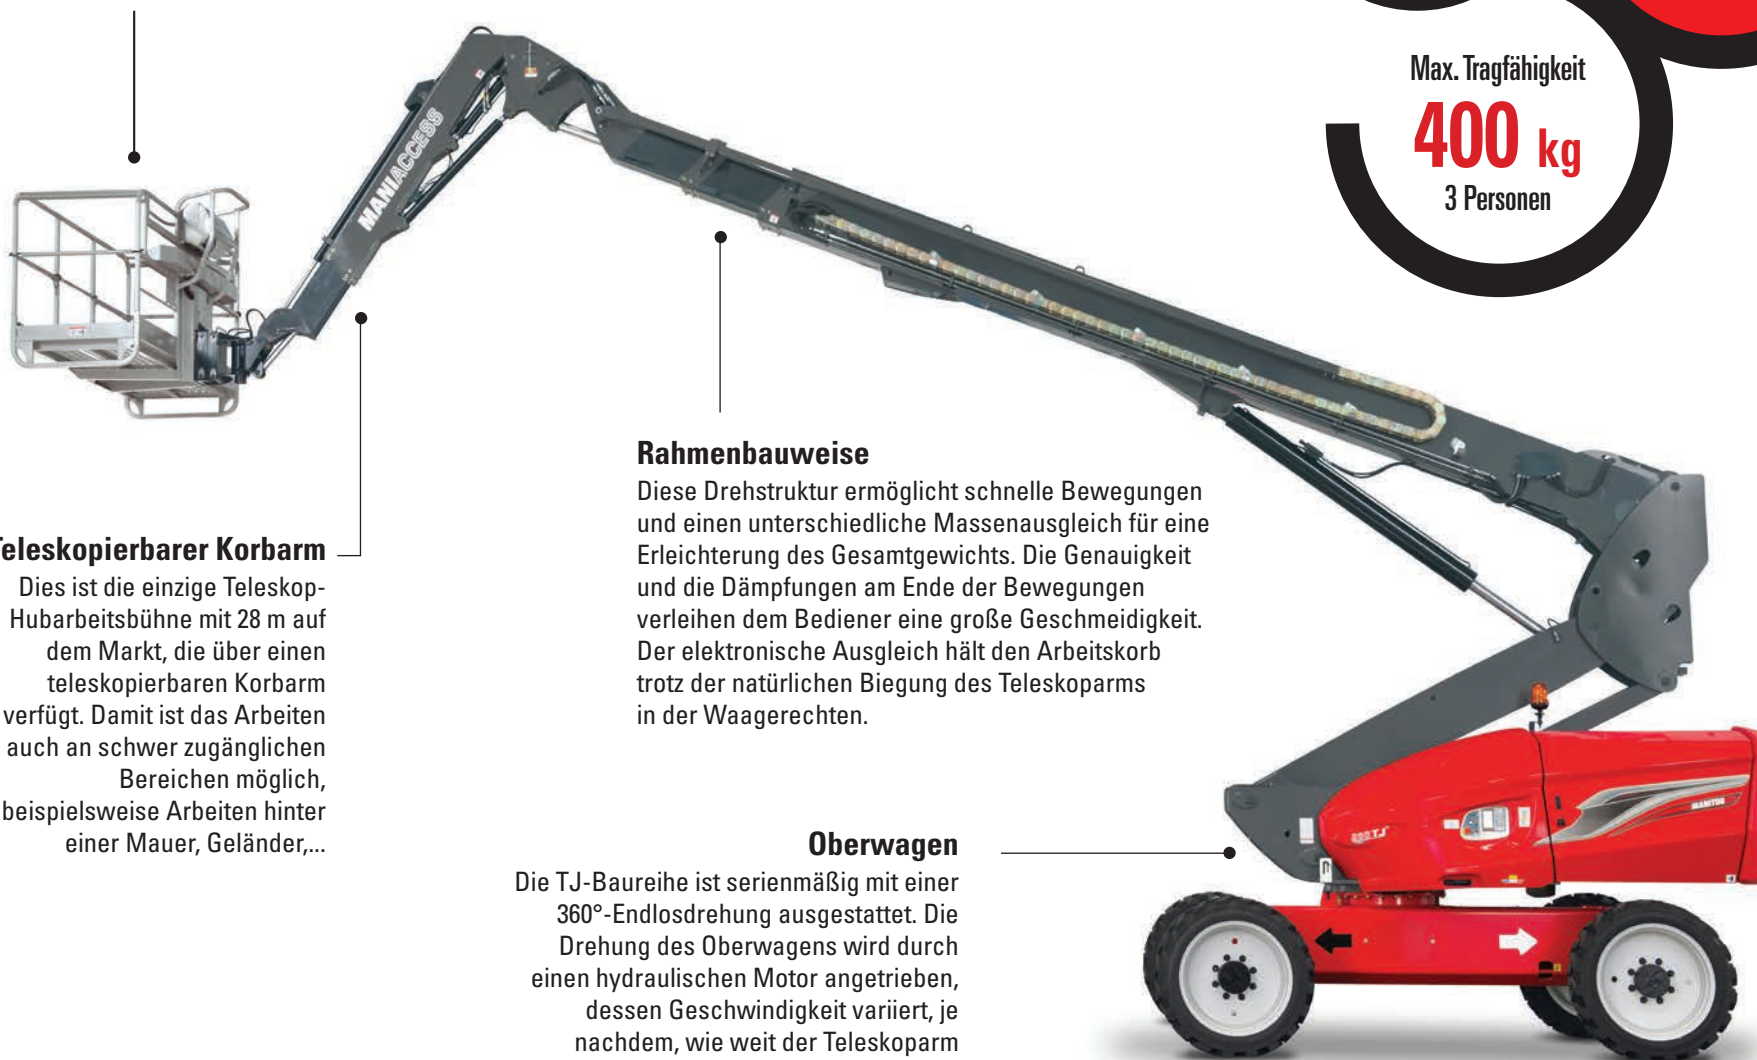 Max. Tragfähigkeit
400 kg
3 Personen
MANIACCESS
Rahmenbauweise
Diese Drehstruktur ermöglicht schnelle Bewegungen
und einen unterschiedliche Massenausgleich für eine
Erleichterung des Gesamtgewichts. Die Genauigkeit
und die Dämpfungen am Ende der Bewegungen
verleihen dem Bediener eine große Geschmeidigkeit.
Der elektronische Ausgleich hält den Arbeitskorb
trotz der natürlichen Biegung des Teleskoparms
in der Waagerechten.
Teleskopierbarer Korbarm
Dies ist die einzige Teleskop-
Hubarbeitsbühne mit 28 m auf
dem Markt, die über einen
teleskopierbaren Korbarm
verfügt. Damit ist das Arbeiten
auch an schwer zugänglichen
Bereichen möglich,
beispielsweise Arbeiten hinter
einer Mauer, Geländer,...
MANITOU
280TJ
Oberwagen
Die TJ-Baureihe ist serienmäßig mit einer
360°-Endlosdrehung ausgestattet. Die
Drehung des Oberwagens wird durch
einen hydraulischen Motor angetrieben,
dessen Geschwindigkeit variiert, je
nachdem, wie weit der Teleskoparm